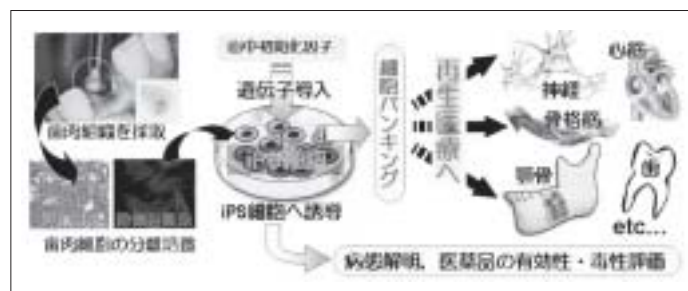 歯肉組織を採取
歯肉細胞の分離培養
山中初期化因子
遺伝子導入
iPS細胞へ誘導
細胞バンキング
再生医療へ
神経
心筋
骨格筋
顎骨
歯
etc...
病態解明，医薬品の有効性・毒性評価